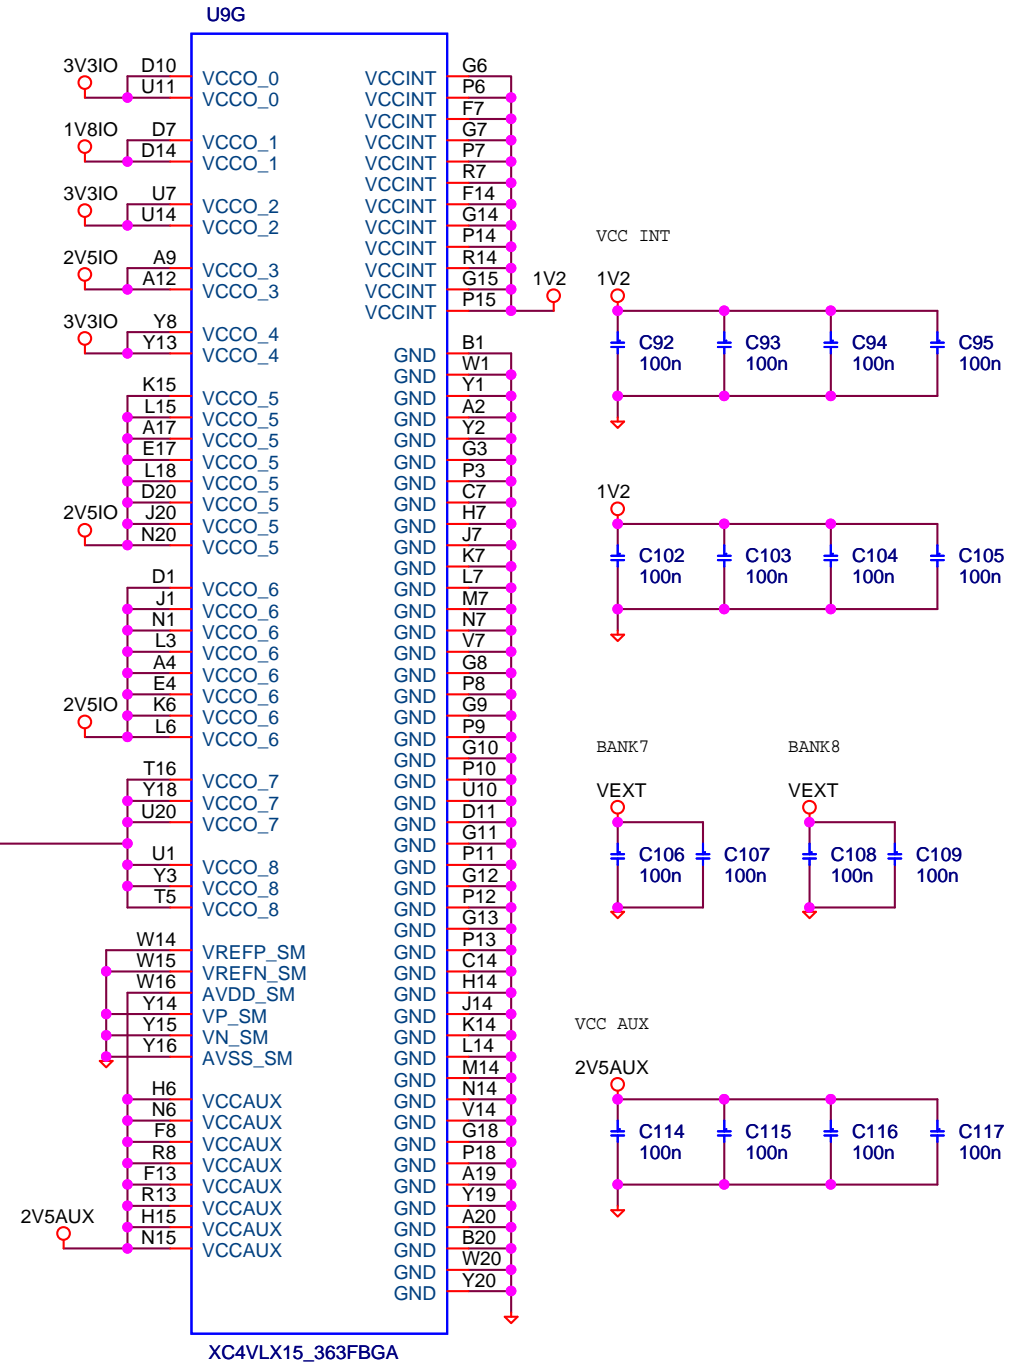 U9G
3V3IO
D10 VCCO_0
U11 VCCO_0
1V8IO
D7 VCCO_1
D14 VCCO_1
3V3IO
U7 VCCO_2
U14 VCCO_2
2V5IO
A9 VCCO_3
A12 VCCO_3
3V3IO
Y8 VCCO_4
Y13 VCCO_4
K15 VCCO_5
L15 VCCO_5
A17 VCCO_5
E17 VCCO_5
L18 VCCO_5
D20 VCCO_5
2V5IO
J20 VCCO_5
N20 VCCO_5
D1 VCCO_6
J1 VCCO_6
N1 VCCO_6
L3 VCCO_6
A4 VCCO_6
E4 VCCO_6
2V5IO
K6 VCCO_6
L6 VCCO_6
T16 VCCO_7
Y18 VCCO_7
U20 VCCO_7
U1 VCCO_8
Y3 VCCO_8
T5 VCCO_8
W14 VREFP_SM
W15 VREFN_SM
W16 AVDD_SM
Y14 VP_SM
Y15 VN_SM
Y16 AVSS_SM
H6 VCCAUX
N6 VCCAUX
F8 VCCAUX
R8 VCCAUX
F13 VCCAUX
R13 VCCAUX
2V5AUX
H15 VCCAUX
N15 VCCAUX
VCCINT G6
VCCINT P6
VCCINT F7
VCCINT G7
VCCINT P7
VCCINT R7
VCCINT F14
VCCINT G14
VCCINT P14
VCCINT R14
VCCINT G15
VCCINT P15
1V2
GND B1
GND W1
GND Y1
GND A2
GND Y2
GND G3
GND P3
GND C7
GND H7
GND J7
GND K7
GND L7
GND M7
GND N7
GND V7
GND G8
GND P8
GND G9
GND P9
GND G10
GND P10
GND U10
GND D11
GND G11
GND P11
GND G12
GND P12
GND G13
GND P13
GND C14
GND H14
GND J14
GND K14
GND L14
GND M14
GND N14
GND V14
GND G18
GND P18
GND A19
GND Y19
GND A20
GND B20
GND W20
GND Y20
XC4VLX15_363FBGA
VCC INT
1V2
C92 C93 C94 C95
100n 100n 100n 100n
1V2
C102 C103 C104 C105
100n 100n 100n 100n
BANK7 BANK8
VEXT VEXT
C106 C107 C108 C109
100n 100n 100n 100n
VCC AUX
2V5AUX
C114 C115 C116 C117
100n 100n 100n 100n